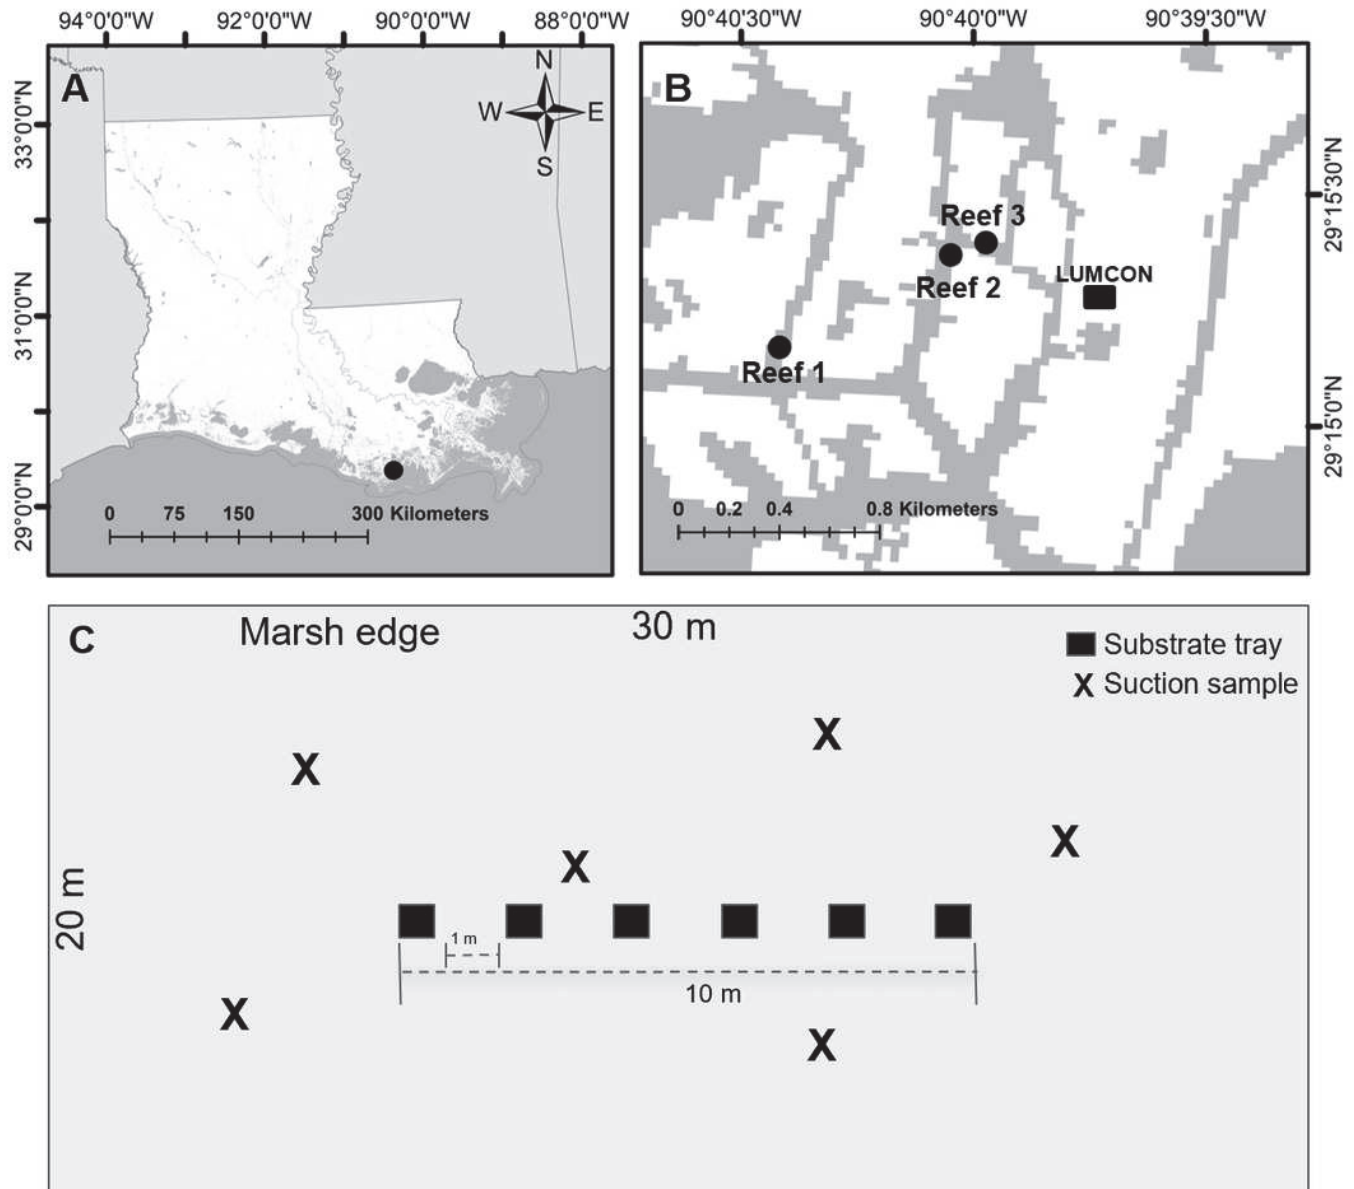 94°0'0"W 92°0'0"W 90°0'0"W 88°0'0"W
A
N
W E
S
33°0'0"N
31°0'0"N
29°0'0"N
0 75 150 300 Kilometers
90°40'30"W 90°40'0"W 90°39'30"W
B
29°15'30"N
29°15'0"N
Reef 3
Reef 2
LUMCON
Reef 1
0 0.2 0.4 0.8 Kilometers
C
Marsh edge
30 m
Substrate tray
X Suction sample
20 m
X
X
X
X
1 m
10 m
X
X